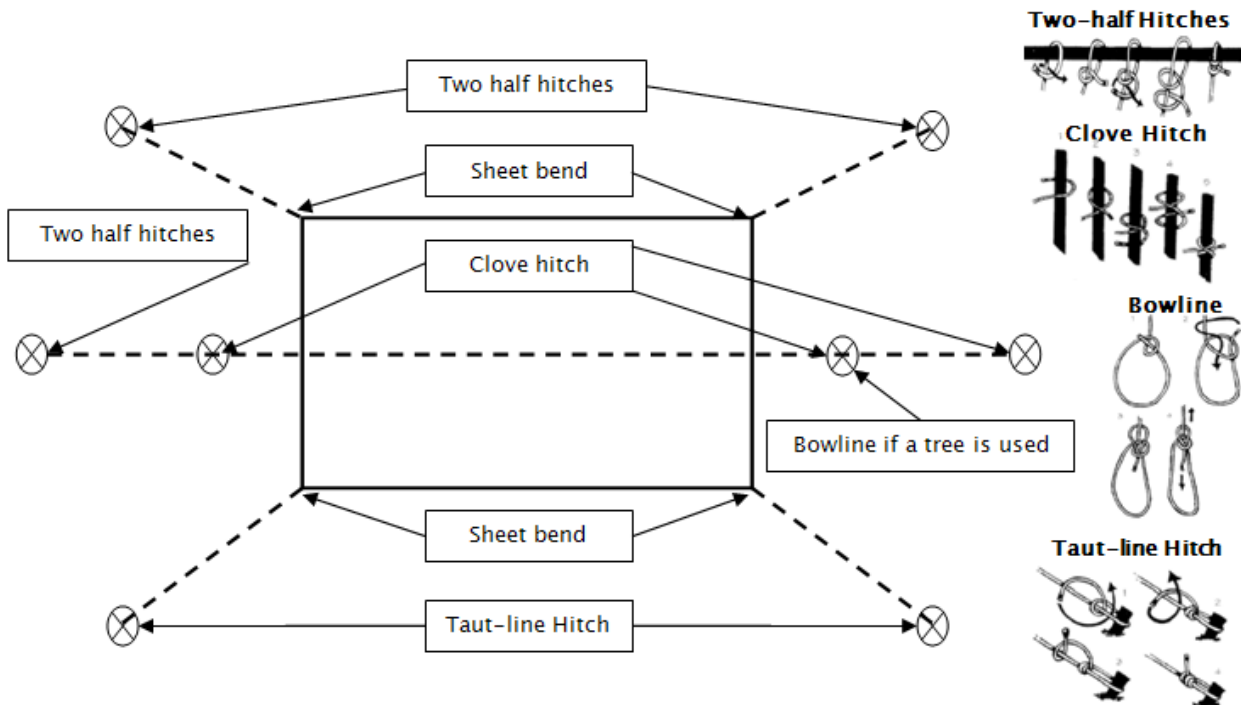 Two-half Hitches
Two half hitches
Clove Hitch
Sheet bend
Two half hitches
Clove hitch
Bowline
Bowline if a tree is used
Sheet bend
Taut-line Hitch
Taut-line Hitch